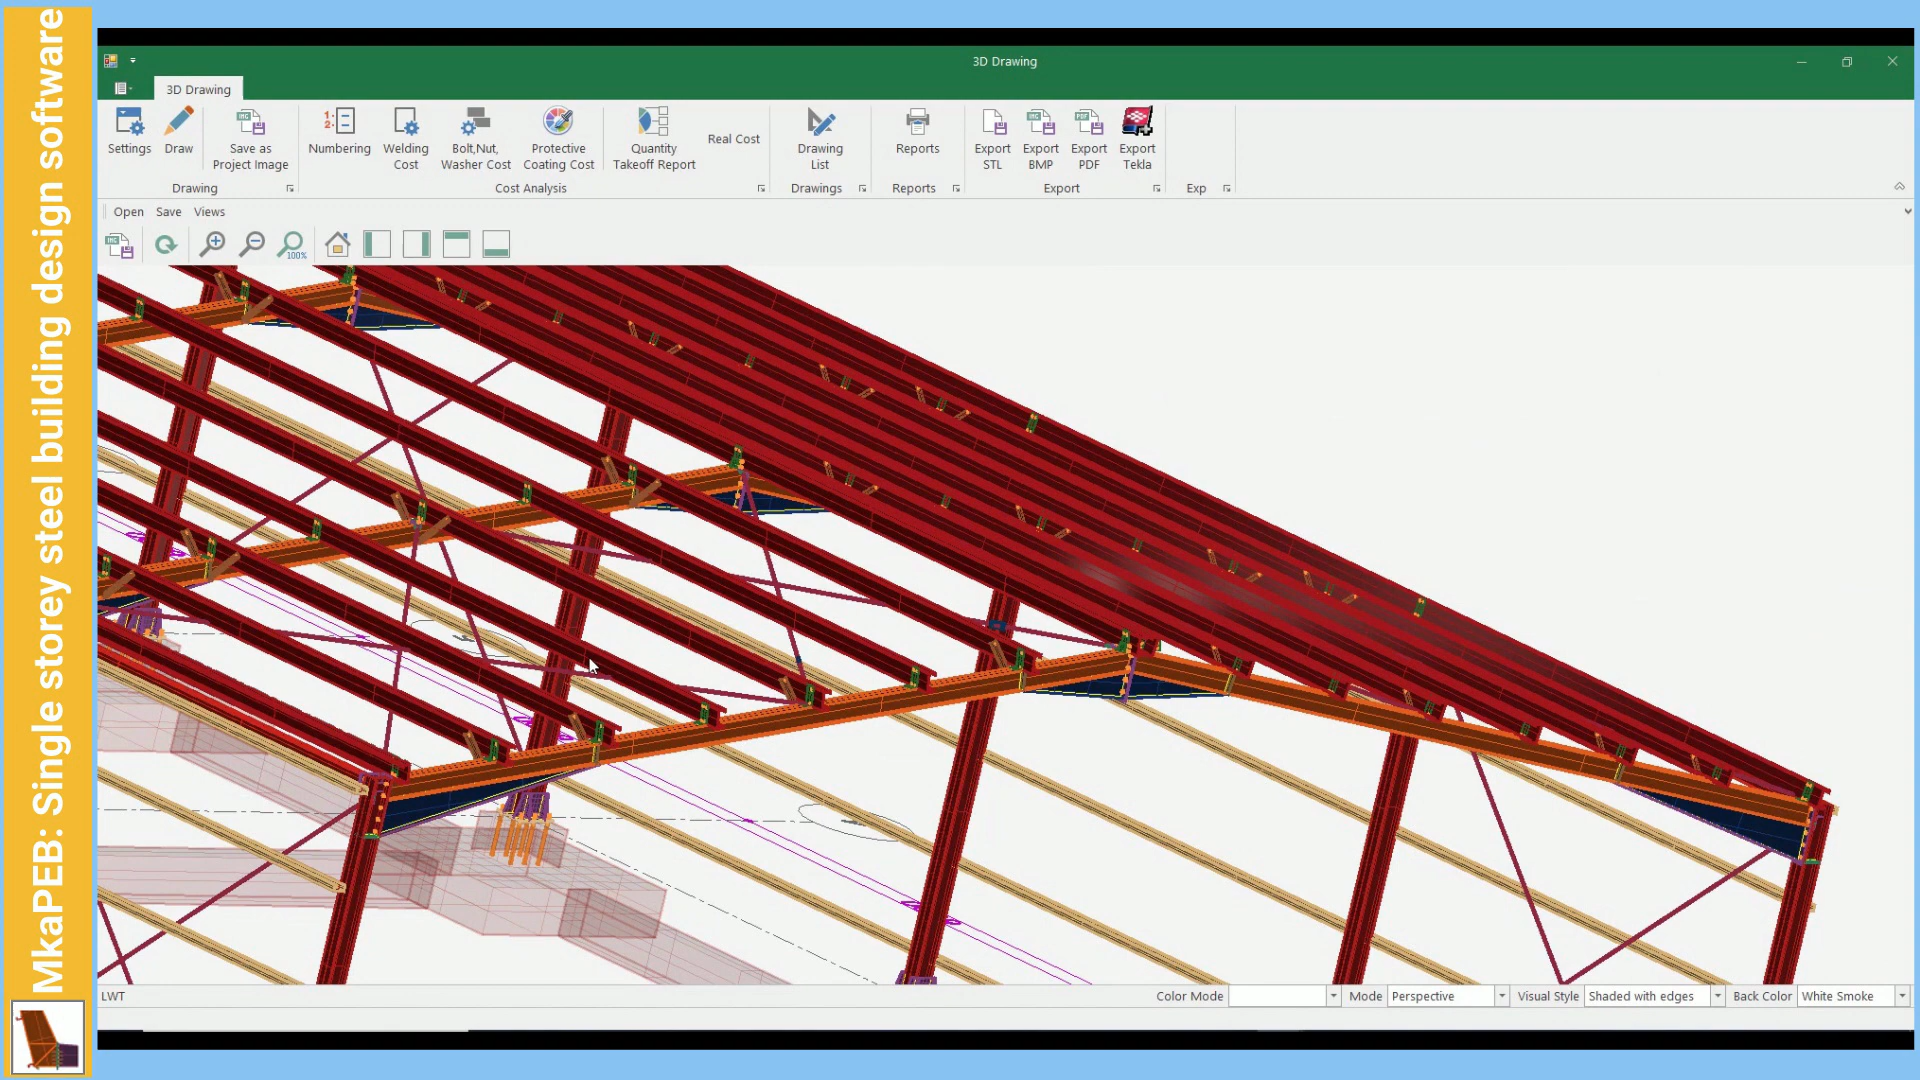 MkaPEB: Single storey steel building design software
3D Drawing
3D Drawing
Settings
Draw
Save as
Project Image
Numbering
Welding
Cost
Bolt,Nut,
Washer Cost
Protective
Coating Cost
Quantity
Takeoff Report
Real Cost
Drawing
List
Reports
Export
STL
Export
BMP
Export
PDF
Export
Tekla
Drawing
Cost Analysis
Drawings
Reports
Export
Exp
Open Save Views
100%
LWT
Color Mode
Mode Perspective
Visual Style Shaded with edges
Back Color White Smoke